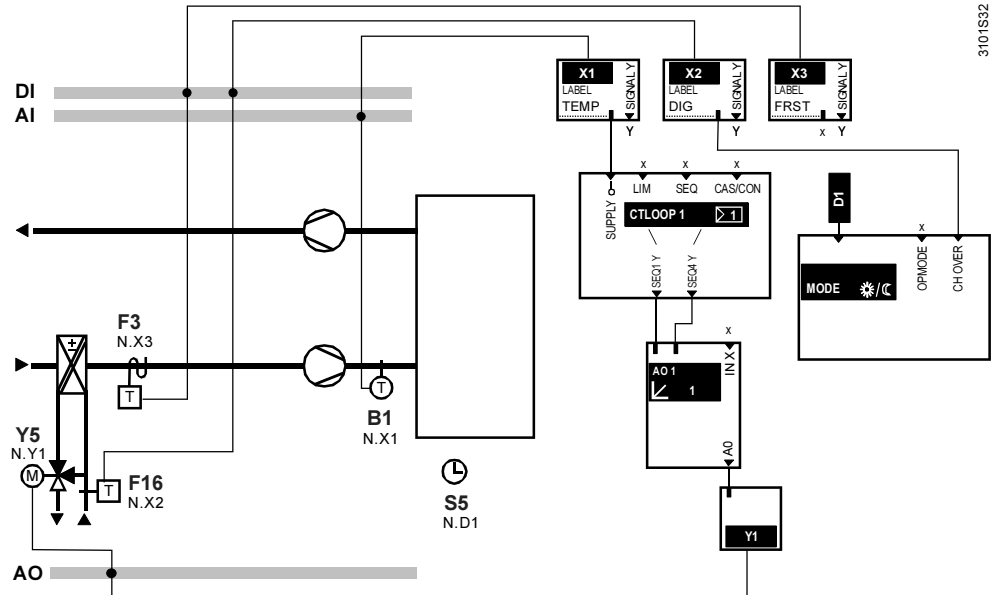 3101S32
DI
AI
X1
LABEL
TEMP
SIGNAL Y
Y
X2
LABEL
DIG
SIGNAL Y
Y
X3
LABEL
FRST
SIGNAL Y
x Y
x x x
SUPPLY
LIM SEQ CAS/CON
CTLOOP 1 1
SEQ1 Y
SEQ4 Y
D1
x
OPMODE
CH OVER
MODE /
F3
N.X3
±
T
T
B1
N.X1
x
IN X
AO 1
1
A0
Y5
N.Y1
M
T
F16
N.X2
S5
N.D1
Y1
AO